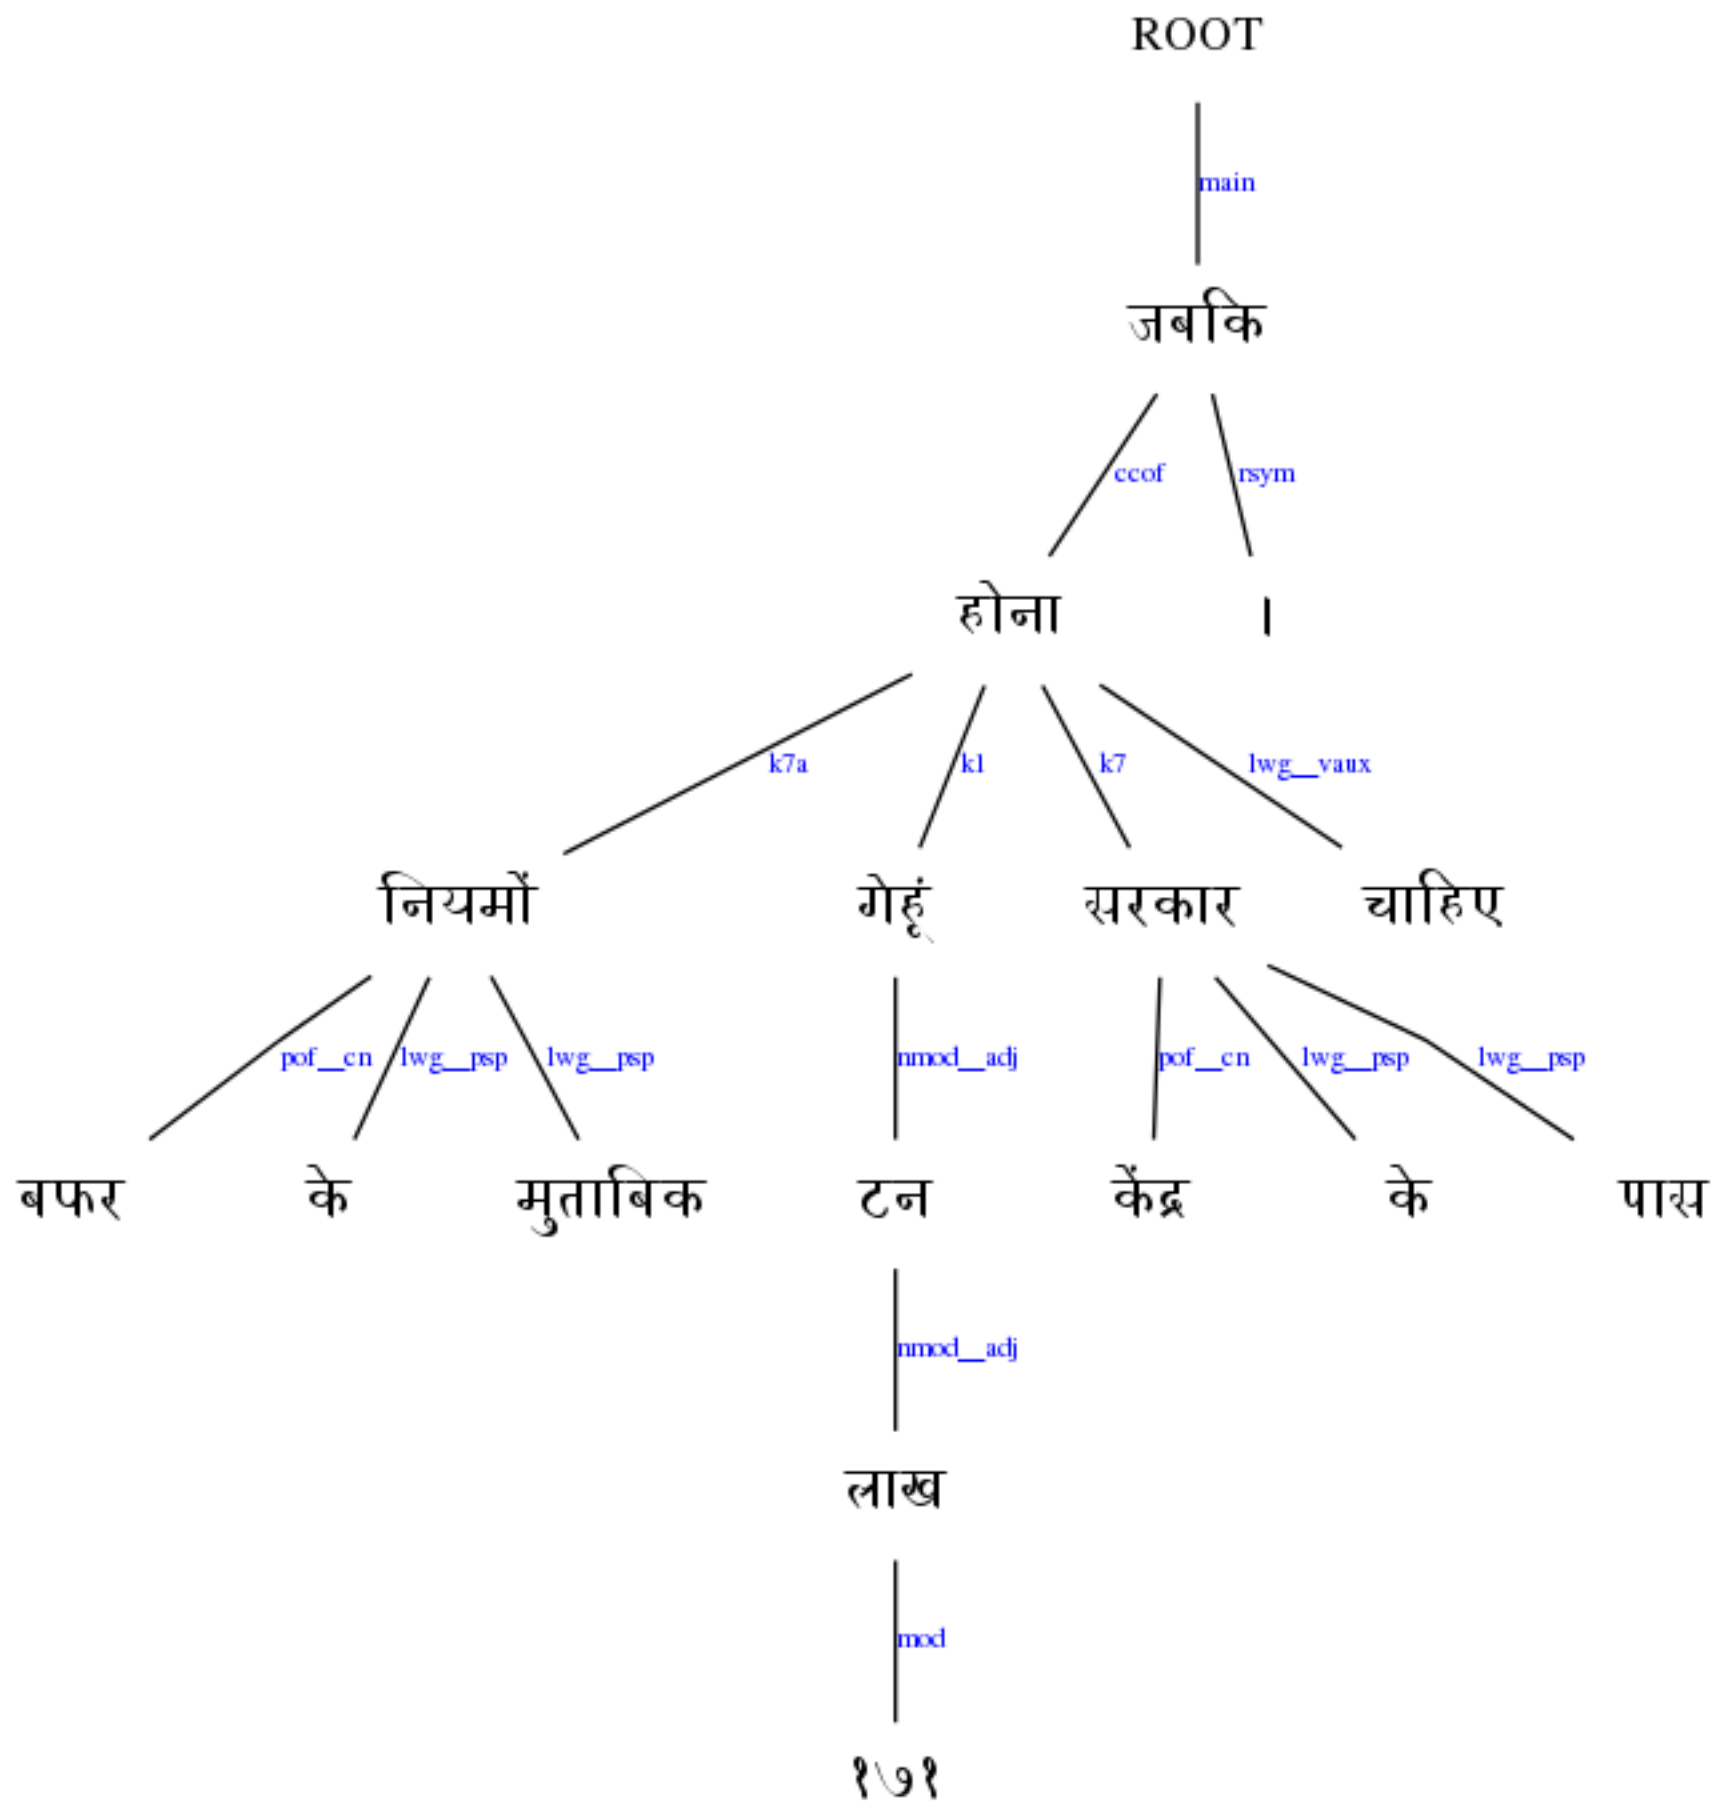 ROOT
main
जबकि
ccof rsym
होना ।
k7a k1 k7 lwg__vaux
नियमों गेहूं सरकार चाहिए
pof__cn lwg__psp lwg__psp nmod__adj pof__cn lwg__psp lwg__psp
बफर के मुताबिक टन केंद्र के पास
nmod__adj
लाख
mod
१७१